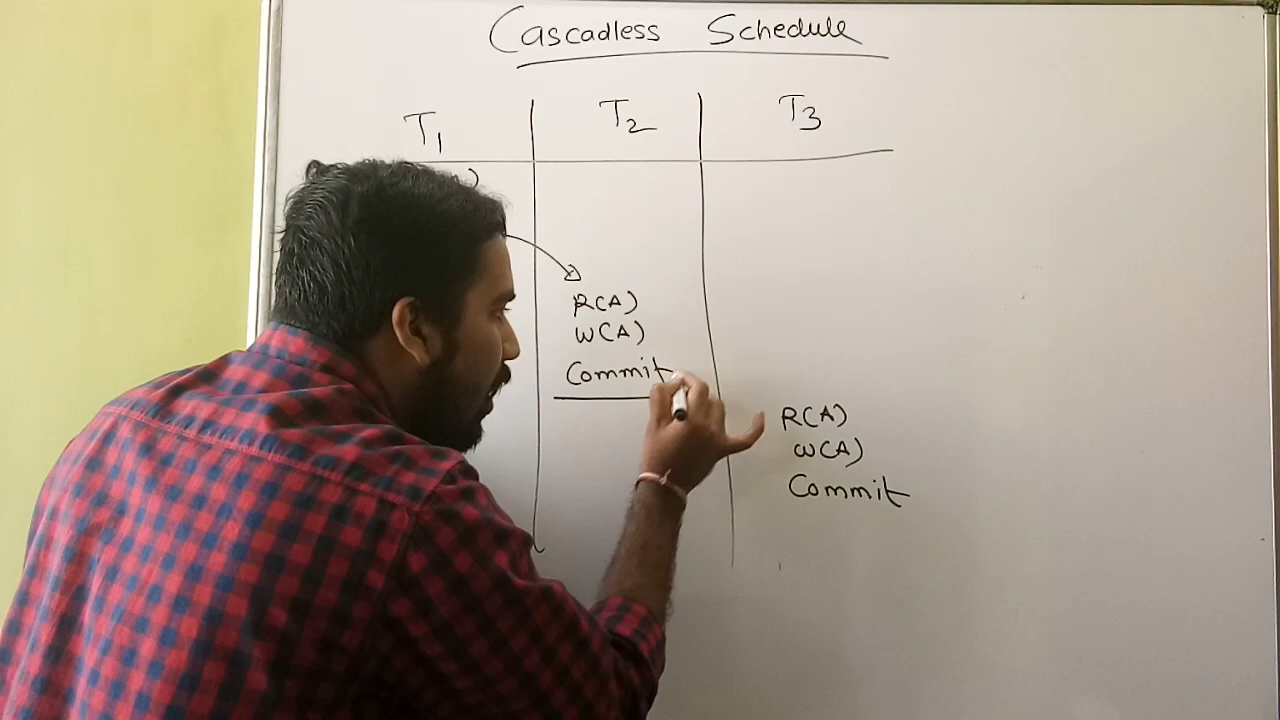 Cascadless Schedule
T1 T2 T3
R(A)
W(A)
Commit
R(A)
W(A)
Commit